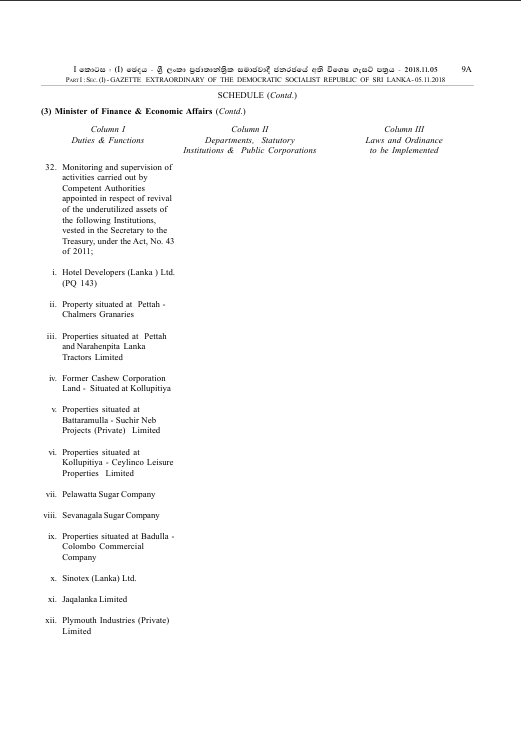 I කොටස - (I) ඡෙදය - ශ්‍රී ලංකා ප්‍රජාතාන්ත්‍රික සමාජවාදී ජනරජයේ අති විශෙෂ ගැසට් පත්‍රය - 2018.11.05 9A
PART I : SEC. (I) - GAZETTE EXTRAORDINARY OF THE DEMOCRATIC SOCIALIST REPUBLIC OF SRI LANKA - 05.11.2018
SCHEDULE (Contd.)
(3) Minister of Finance & Economic Affairs (Contd.)
Column I Column II Column III
Duties & Functions Departments, Statutory Laws and Ordinance
Institutions & Public Corporations to be Implemented
32. Monitoring and supervision of
activities carried out by
Competent Authorities
appointed in respect of revival
of the underutilized assets of
the following Institutions,
vested in the Secretary to the
Treasury, under the Act, No. 43
of 2011;
i. Hotel Developers (Lanka ) Ltd.
(PQ 143)
ii. Property situated at Pettah -
Chalmers Granaries
iii. Properties situated at Pettah
and Narahenpita Lanka
Tractors Limited
iv. Former Cashew Corporation
Land - Situated at Kollupitiya
v. Properties situated at
Battaramulla - Suchir Neb
Projects (Private) Limited
vi. Properties situated at
Kollupitiya - Ceylinco Leisure
Properties Limited
vii. Pelawatta Sugar Company
viii. Sevanagala Sugar Company
ix. Properties situated at Badulla -
Colombo Commercial
Company
x. Sinotex (Lanka) Ltd.
xi. Jaqalanka Limited
xii. Plymouth Industries (Private)
Limited